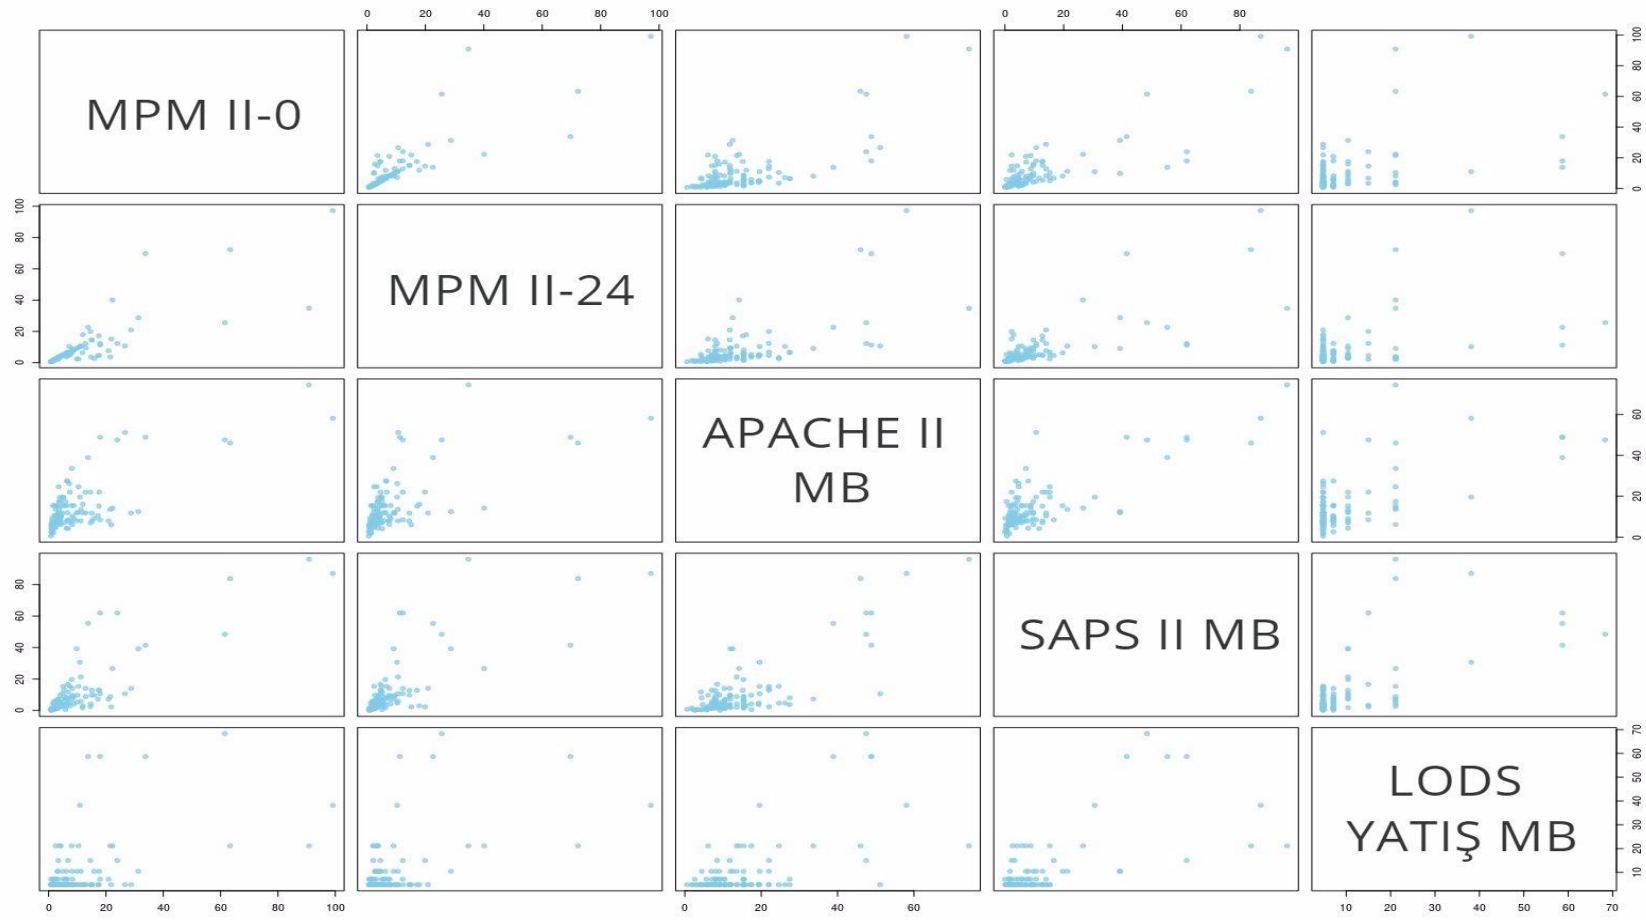 0 20 40 60 100
0 20 40 60 80
MPM II-0
0 20 40 60 80 100
0 20 40 60 80 100
MPM II-24
APACHE II
MB
0 20 40 60
0 20 40 60 80
SAPS II MB
LODS
YATIŞ MB
10 20 30 40 50 60 70
0 20 40 60 80 100
0 20 40 60
10 20 30 40 50 60 70